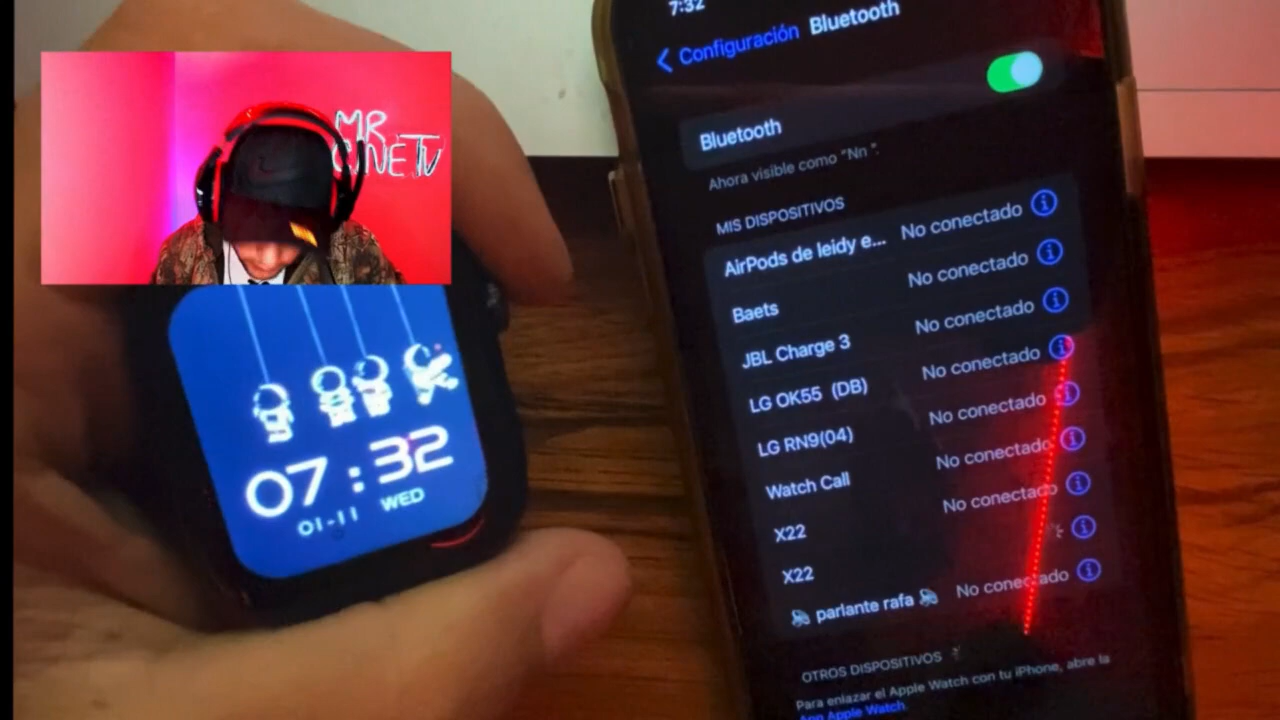 MR
CINE TV
07:32
01-11 WED
7:32
Configuración Bluetooth
Bluetooth
Ahora visible como “Nn ”.
MIS DISPOSITIVOS
AirPods de leidy e... No conectado
Baets No conectado
JBL Charge 3 No conectado
LG OK55 (DB) No conectado
LG RN9(04) No conectado
Watch Call No conectado
X22 No conectado
X22
parlante rafa No conectado
OTROS DISPOSITIVOS
Para enlazar el Apple Watch con tu iPhone, abre la
App Apple Watch.